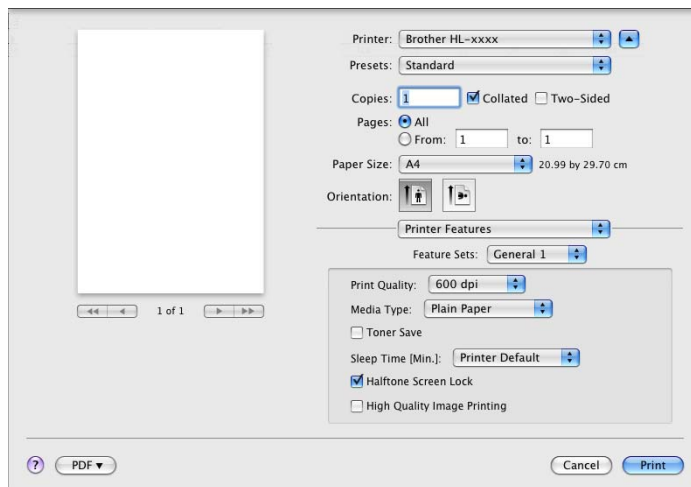 Printer: Brother HL-xxxx
Presets: Standard
Copies: 1 Collated Two-Sided
Pages: All
From: 1 to: 1
Paper Size: A4 20.99 by 29.70 cm
Orientation:
Printer Features
Feature Sets: General 1
Print Quality: 600 dpi
Media Type: Plain Paper
Toner Save
Sleep Time [Min.]: Printer Default
Halftone Screen Lock
High Quality Image Printing
1 of 1
? PDF ▼ Cancel Print